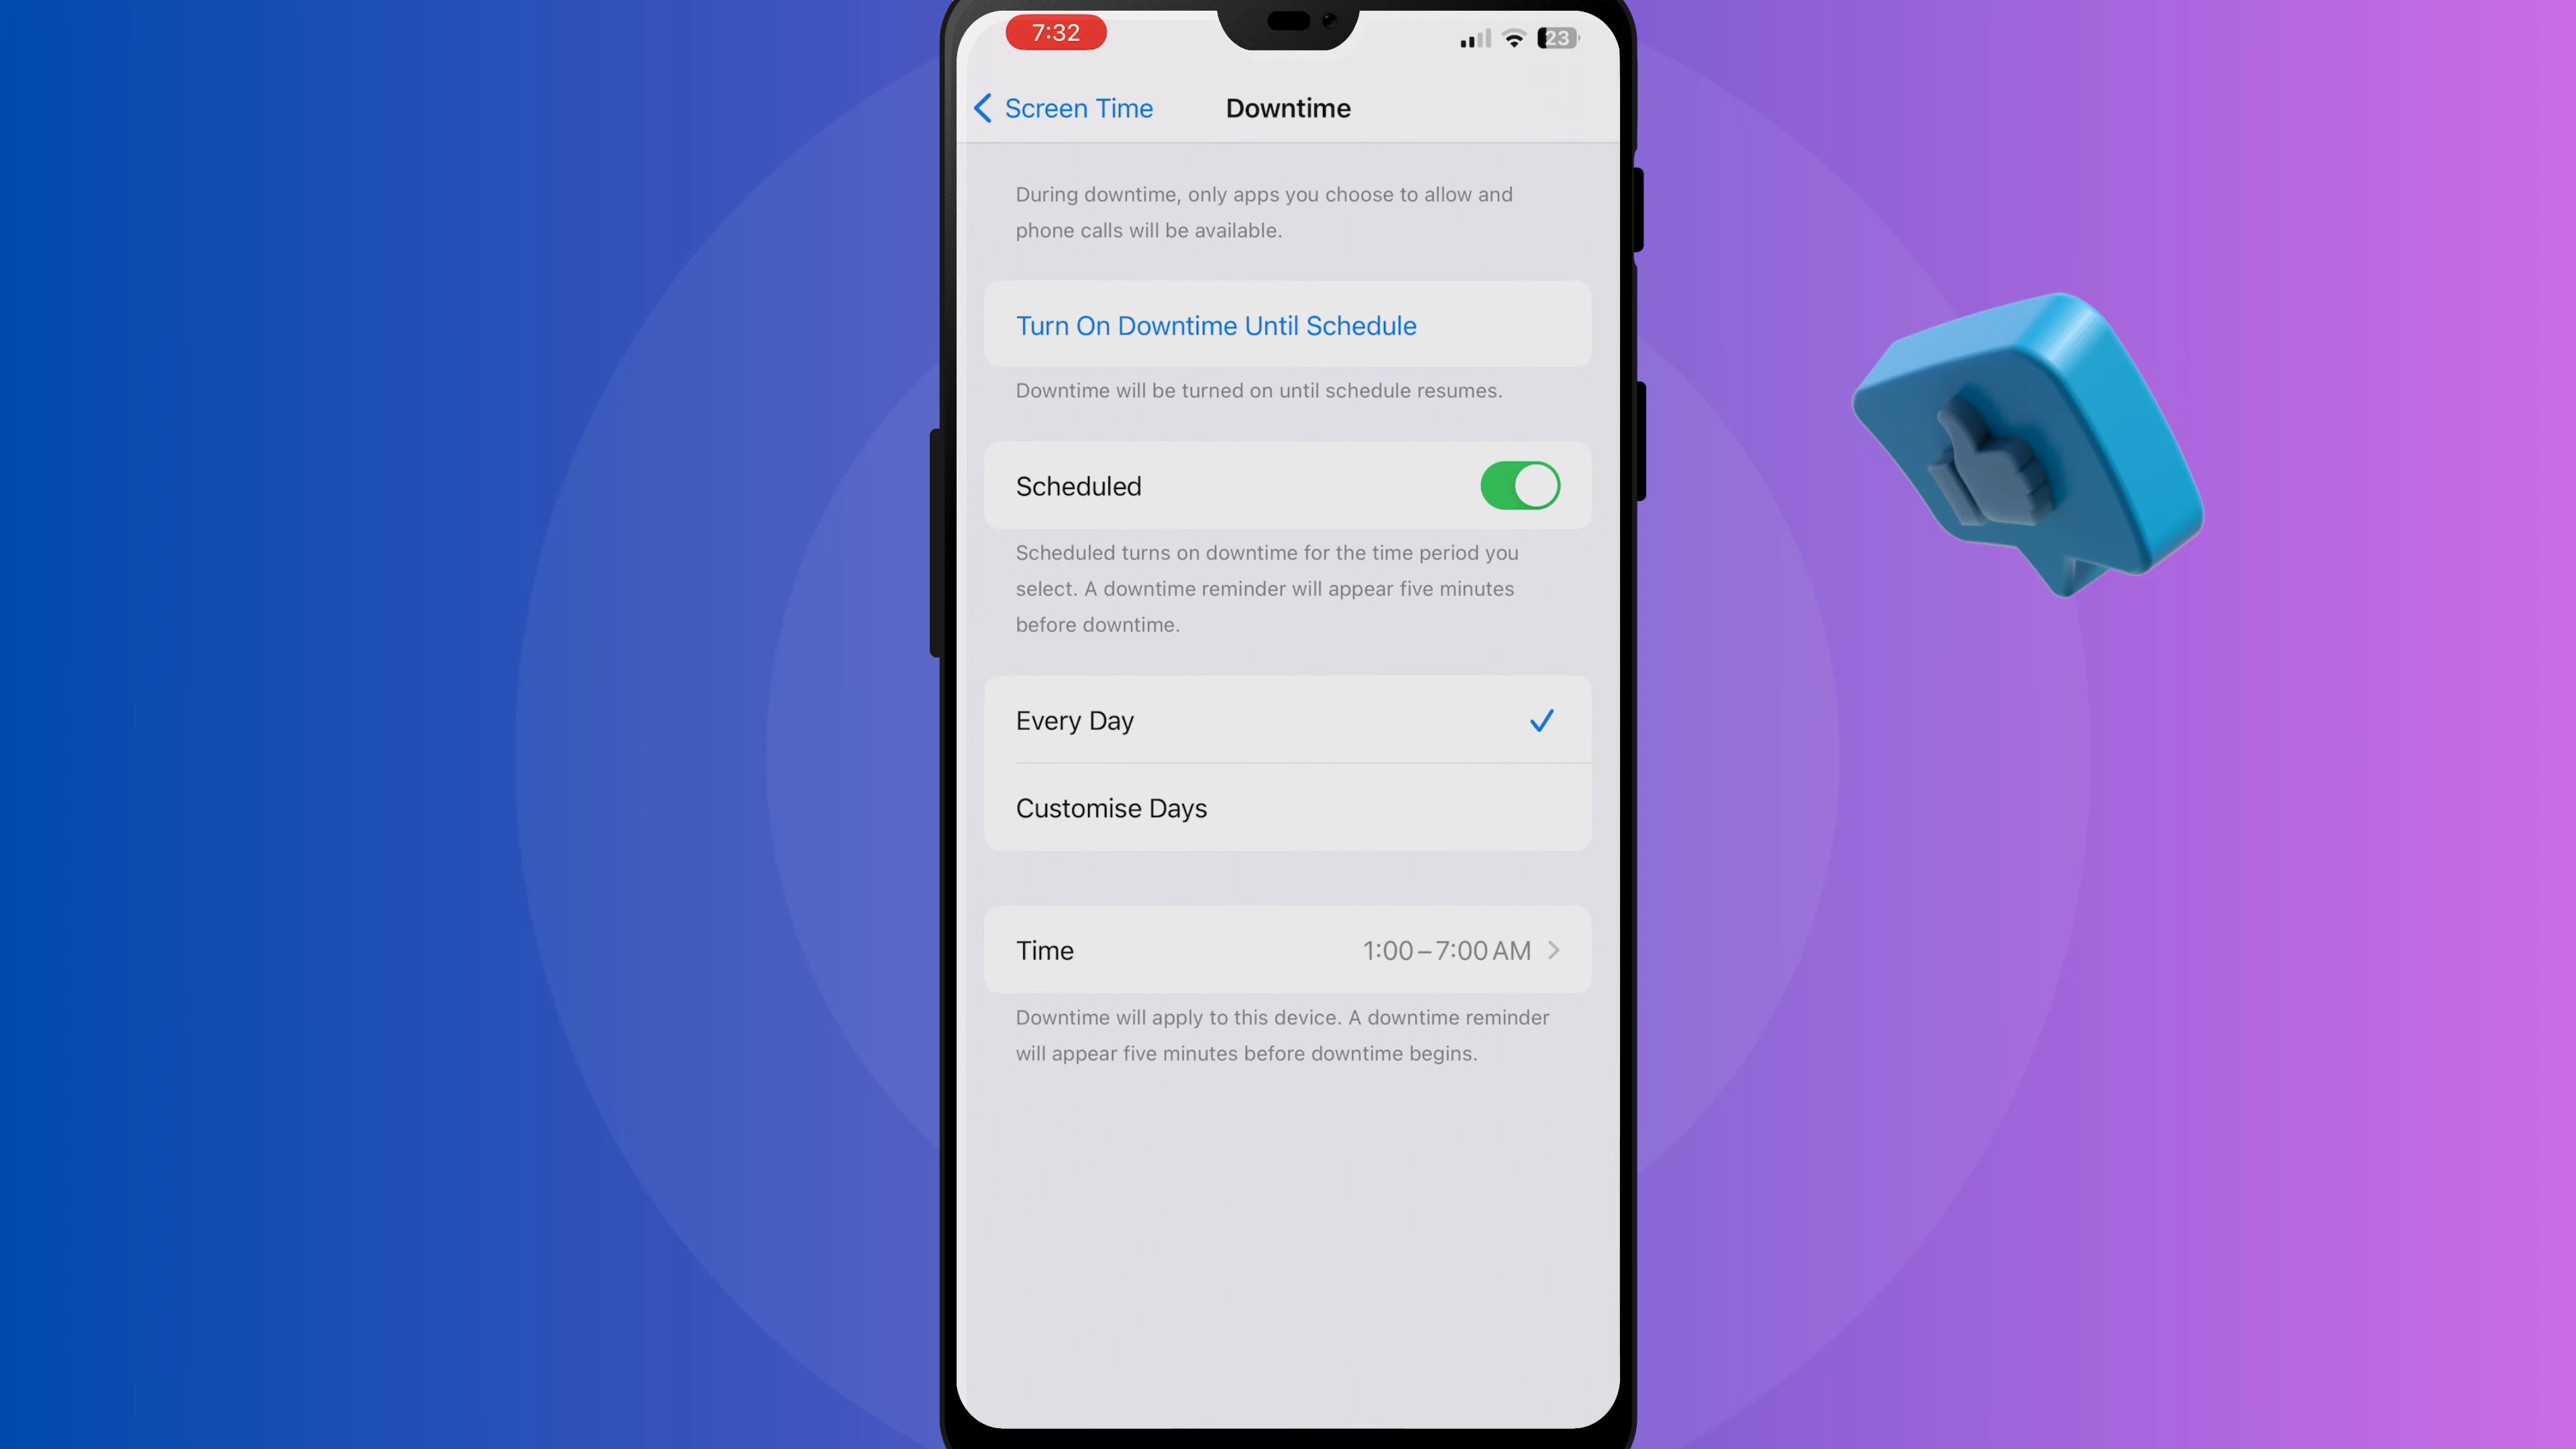 7:32
23
Screen Time
Downtime
During downtime, only apps you choose to allow and
phone calls will be available.
Turn On Downtime Until Schedule
Downtime will be turned on until schedule resumes.
Scheduled
Scheduled turns on downtime for the time period you
select. A downtime reminder will appear five minutes
before downtime.
Every Day
Customise Days
Time
1:00 – 7:00 AM
Downtime will apply to this device. A downtime reminder
will appear five minutes before downtime begins.